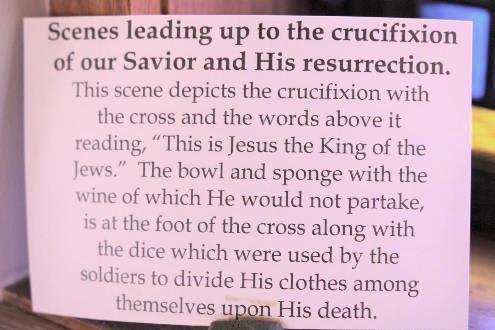 Scenes leading up to the crucifixion
of our Savior and His resurrection.
This scene depicts the crucifixion with
the cross and the words above it
reading, “This is Jesus the King of the
Jews.” The bowl and sponge with the
wine of which He would not partake,
is at the foot of the cross along with
the dice which were used by the
soldiers to divide His clothes among
themselves upon His death.